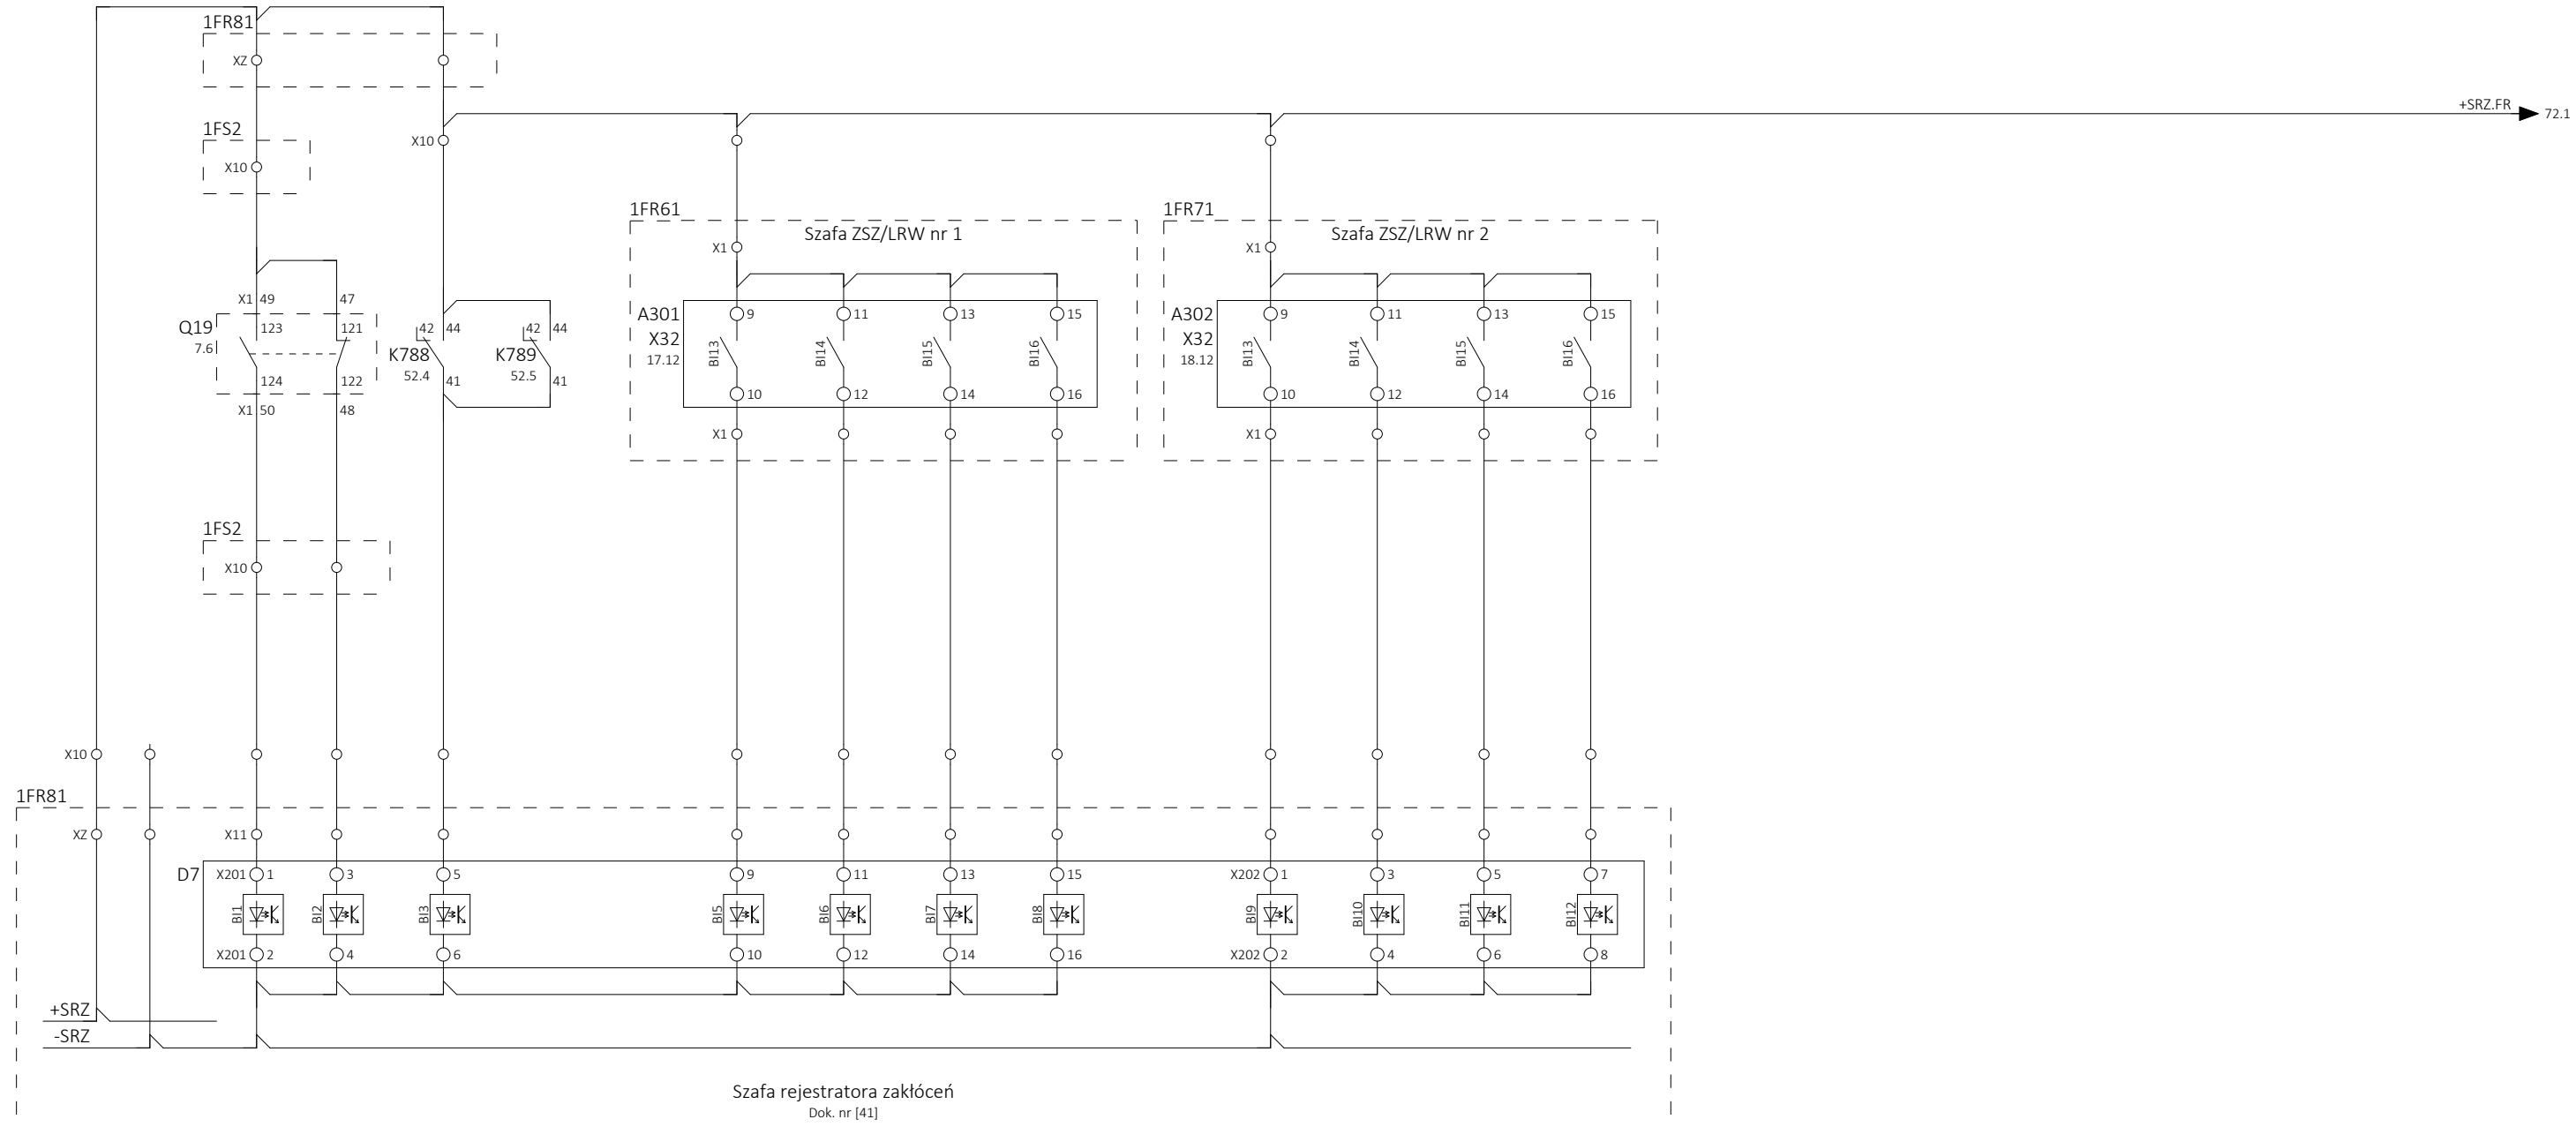 1FR81
XZ
+SRZ.FR
72.1
1FS2
X10
X10
1FR61
Szafa ZSZ/LRW nr 1
X1
1FR71
Szafa ZSZ/LRW nr 2
X1
X1 49 47
Q19
7.6
123 121
124 122
X1 50 48
42 44
K788
52.4
41
42 44
K789
52.5
41
A301
X32
17.12
9 11 13 15
BI13 BI14 BI15 BI16
10 12 14 16
X1
A302
X32
18.12
9 11 13 15
BI13 BI14 BI15 BI16
10 12 14 16
X1
1FS2
X10
X10
1FR81
XZ
X11
D7
X201 1 3 5 9 11 13 15 X202 1 3 5 7
BI1 BI2 BI3 BI5 BI6 BI7 BI8 BI9 BI10 BI11 BI12
X201 2 4 6 10 12 14 16 X202 2 4 6 8
+SRZ
-SRZ
Szafa rejestratora zakłóceń
Dok. nr [41]